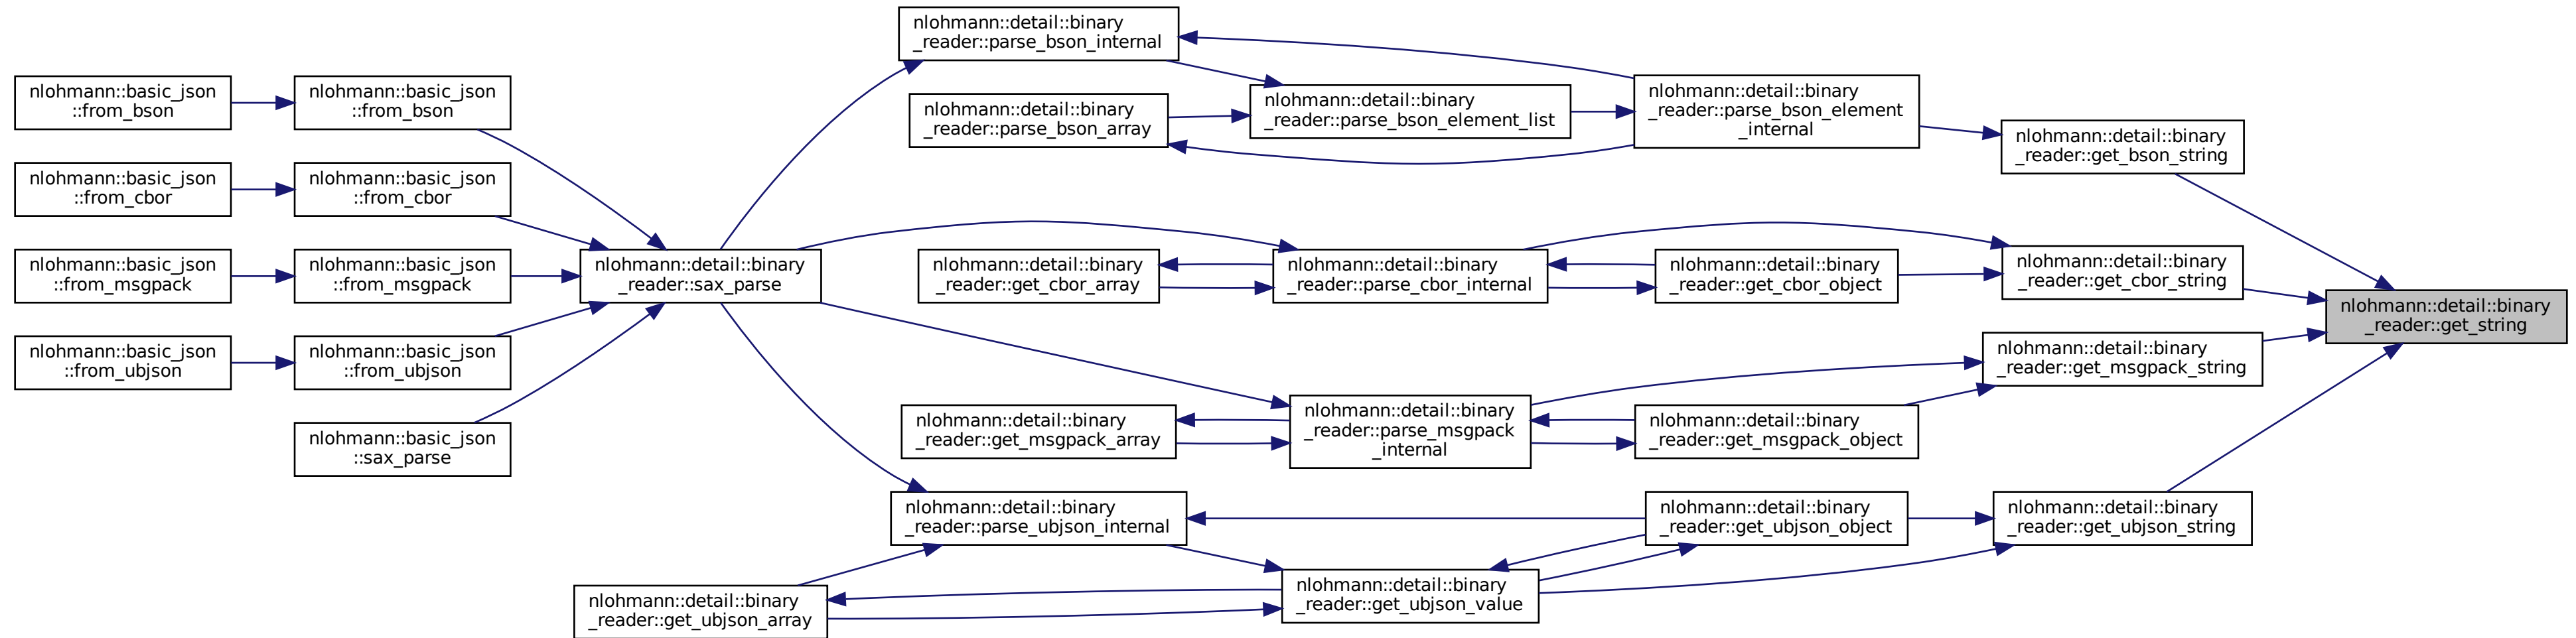 nlohmann::basic_json
::from_bson
nlohmann::basic_json
::from_cbor
nlohmann::basic_json
::from_msgpack
nlohmann::basic_json
::from_ubjson
nlohmann::basic_json
::from_bson
nlohmann::basic_json
::from_cbor
nlohmann::basic_json
::from_msgpack
nlohmann::basic_json
::from_ubjson
nlohmann::basic_json
::sax_parse
nlohmann::detail::binary
_reader::sax_parse
nlohmann::detail::binary
_reader::get_ubjson_array
nlohmann::detail::binary
_reader::parse_bson_internal
nlohmann::detail::binary
_reader::parse_bson_array
nlohmann::detail::binary
_reader::get_cbor_array
nlohmann::detail::binary
_reader::get_msgpack_array
nlohmann::detail::binary
_reader::parse_ubjson_internal
nlohmann::detail::binary
_reader::parse_bson_element_list
nlohmann::detail::binary
_reader::parse_cbor_internal
nlohmann::detail::binary
_reader::parse_msgpack
_internal
nlohmann::detail::binary
_reader::get_ubjson_value
nlohmann::detail::binary
_reader::parse_bson_element
_internal
nlohmann::detail::binary
_reader::get_cbor_object
nlohmann::detail::binary
_reader::get_msgpack_object
nlohmann::detail::binary
_reader::get_ubjson_object
nlohmann::detail::binary
_reader::get_bson_string
nlohmann::detail::binary
_reader::get_cbor_string
nlohmann::detail::binary
_reader::get_msgpack_string
nlohmann::detail::binary
_reader::get_ubjson_string
nlohmann::detail::binary
_reader::get_string